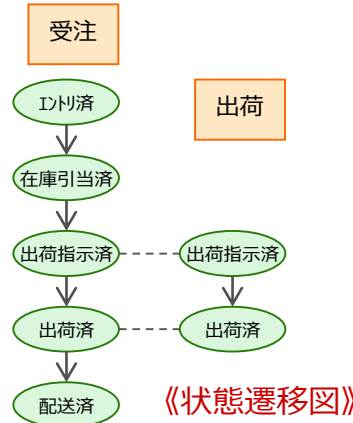 受注
出荷
エントリ済
在庫引当済
出荷指示済
出荷指示済
出荷済
出荷済
配送済
《状態遷移図》